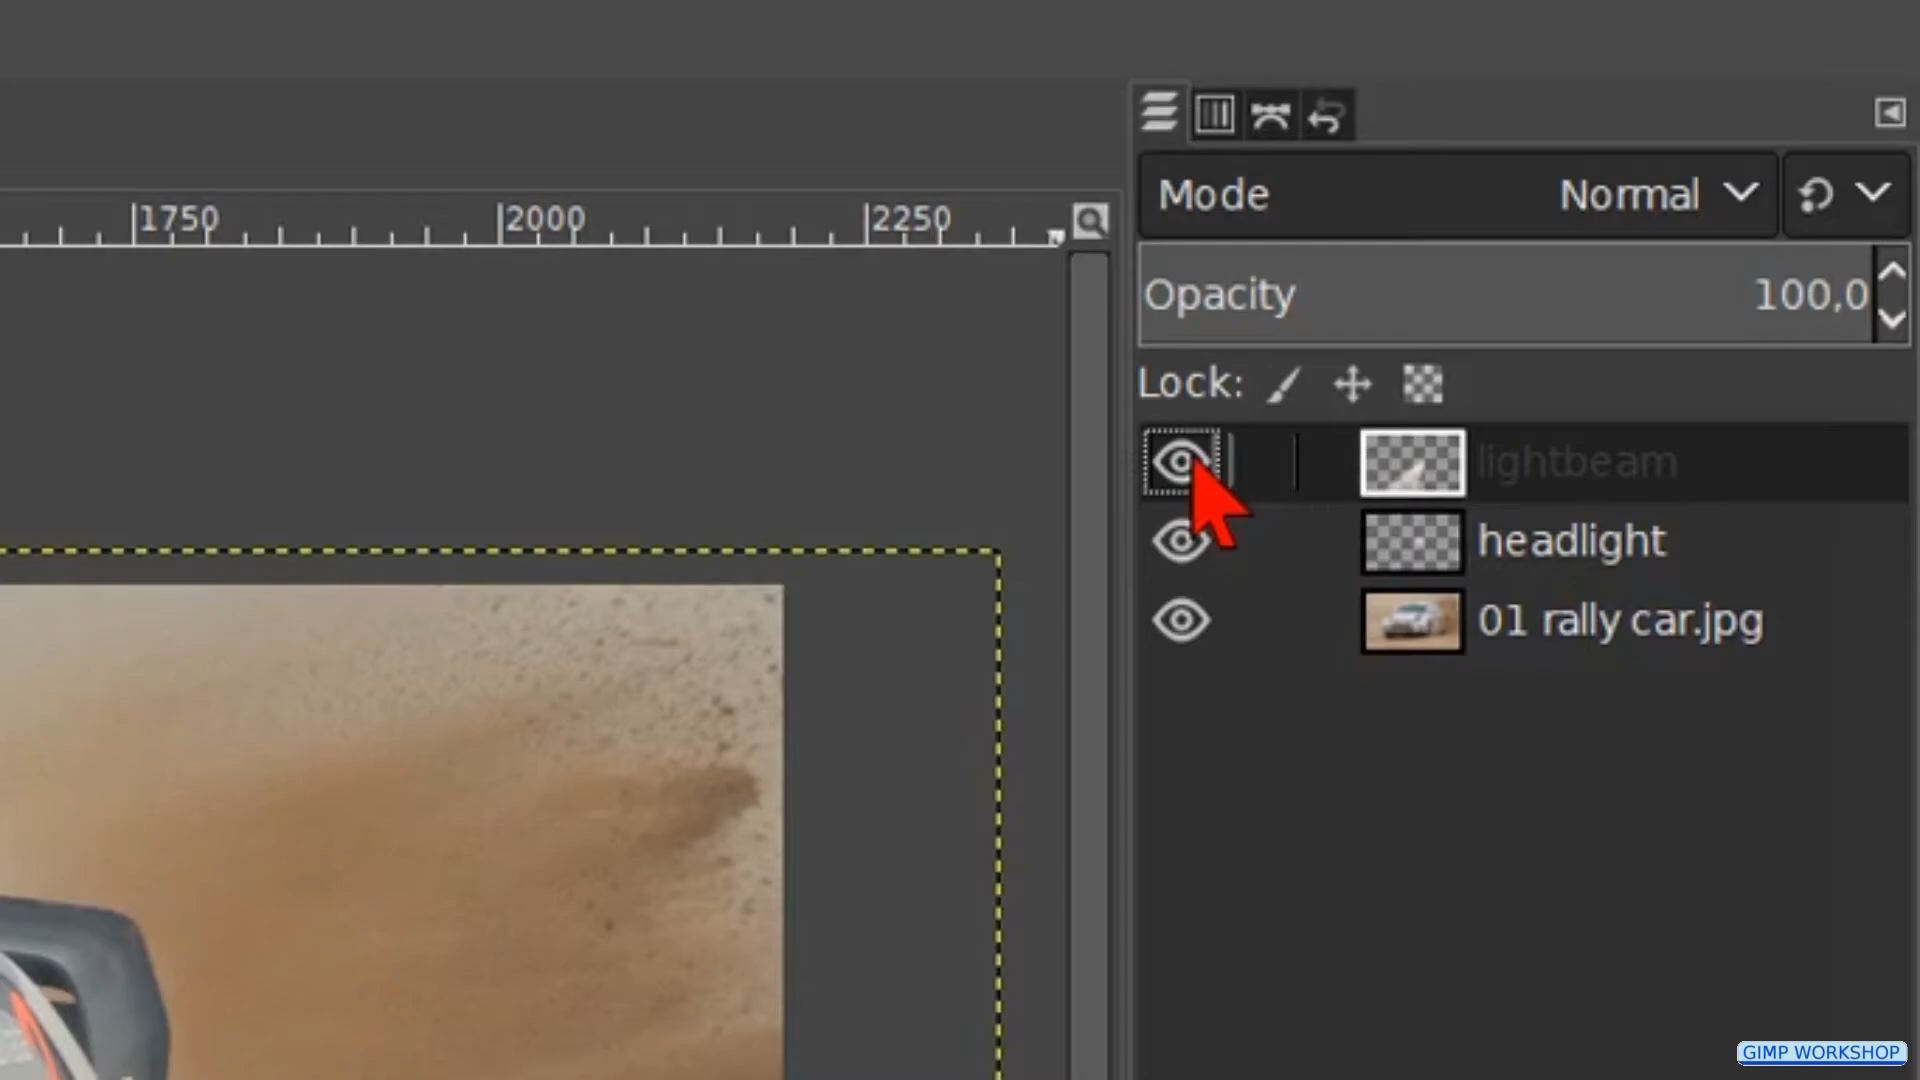 1750 2000 2250
Mode Normal
Opacity 100,0
Lock:
lightbeam
headlight
01 rally car.jpg
GIMP WORKSHOP